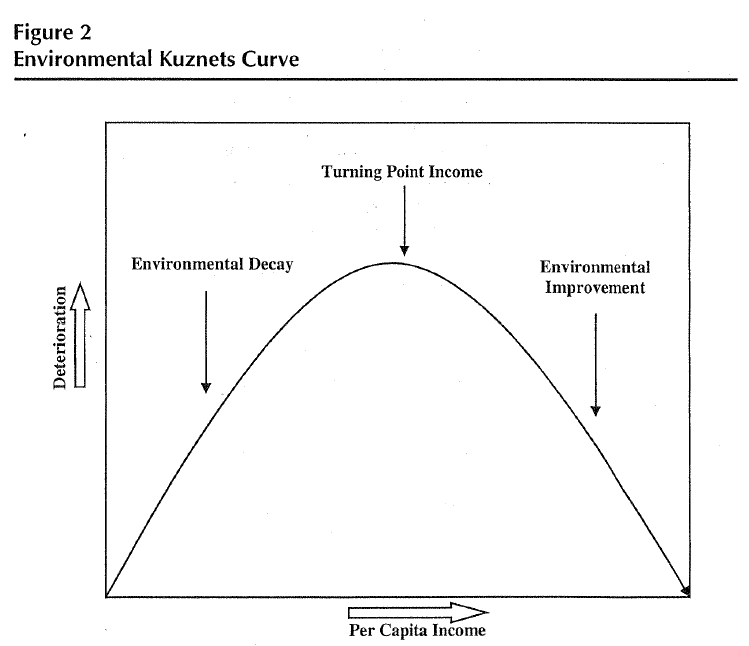 Figure 2
Environmental Kuznets Curve
Turning Point Income
Environmental Decay
Environmental
Improvement
Deterioration
Per Capita Income